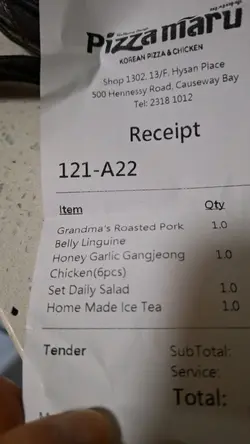 Pizza maru
KOREAN PIZZA & CHICKEN
Shop 1302, 13/F, Hysan Place
500 Hennessy Road, Causeway Bay
Tel: 2318 1012
Receipt
121-A22
Item Qty
Grandma's Roasted Pork 1.0
Belly Linguine
Honey Garlic Gangjeong 1.0
Chicken(6pcs)
Set Daily Salad 1.0
Home Made Ice Tea 1.0
Tender SubTotal:
Service:
Total: